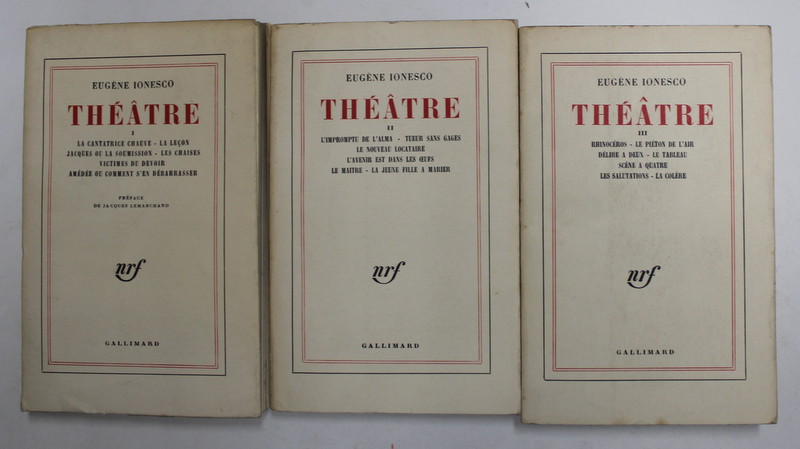 EUGÈNE IONESCO
THÉÂTRE
I
LA CANTATRICE CHAUVE - LA LEÇON
JACQUES OU LA SOUMISSION - LES CHAISES
VICTIMES DU DEVOIR
AMÉDÉE OU COMMENT S'EN DÉBARRASSER
PRÉFACE
DE JACQUES LEMARCHAND
nrf
GALLIMARD
EUGÈNE IONESCO
THÉÂTRE
II
L'IMPROMPTU DE L'ALMA - TUEUR SANS GAGES
LE NOUVEAU LOCATAIRE
L'AVENIR EST DANS LES ŒUFS
LE MAITRE - LA JEUNE FILLE A MARIER
nrf
GALLIMARD
EUGÈNE IONESCO
THÉÂTRE
III
RHINOCÉROS - LE PIÉTON DE L'AIR
DÉLIRE A DEUX - LE TABLEAU
SCÈNE A QUATRE
LES SALUTATIONS - LA COLÈRE
nrf
GALLIMARD